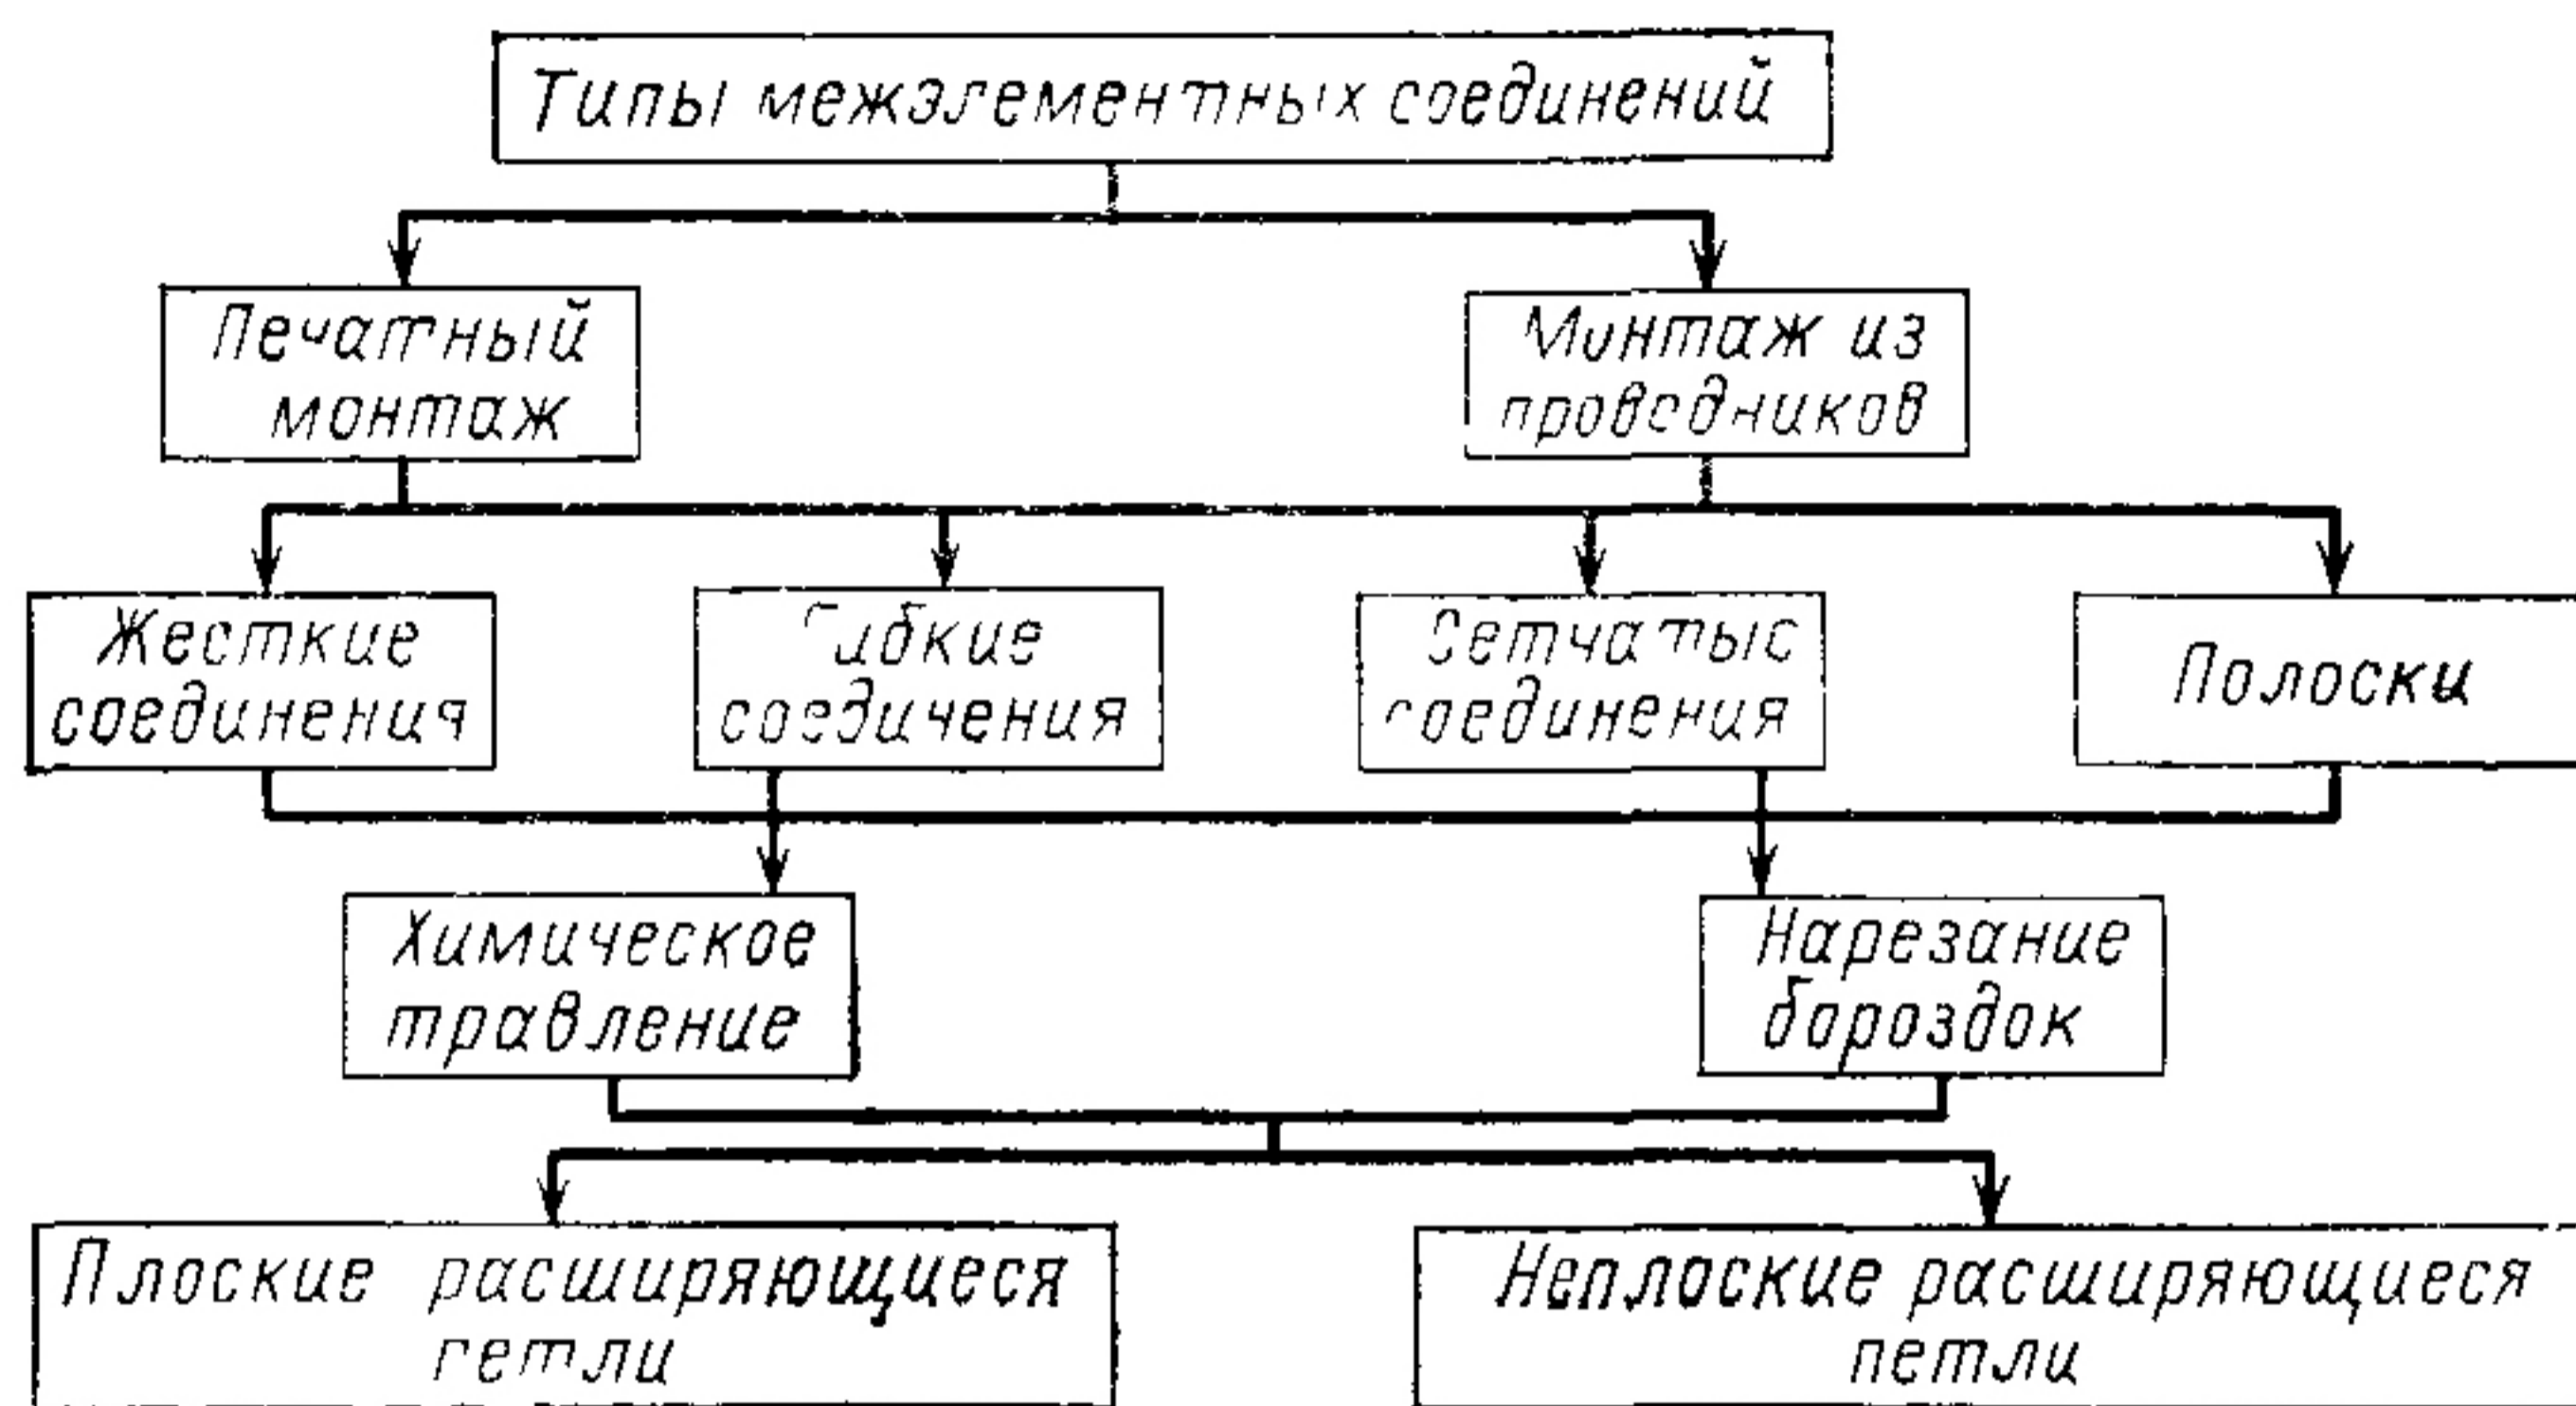 Типы межэлементных соединений
Печатный
монтаж
Монтаж из
проводников
Жесткие
соединения
Гибкие
соединения
Сетчатые
соединения
Полоски
Химическое
травление
Нарезание
бороздок
Плоские расширяющиеся
петли
Неплоские расширяющиеся
петли